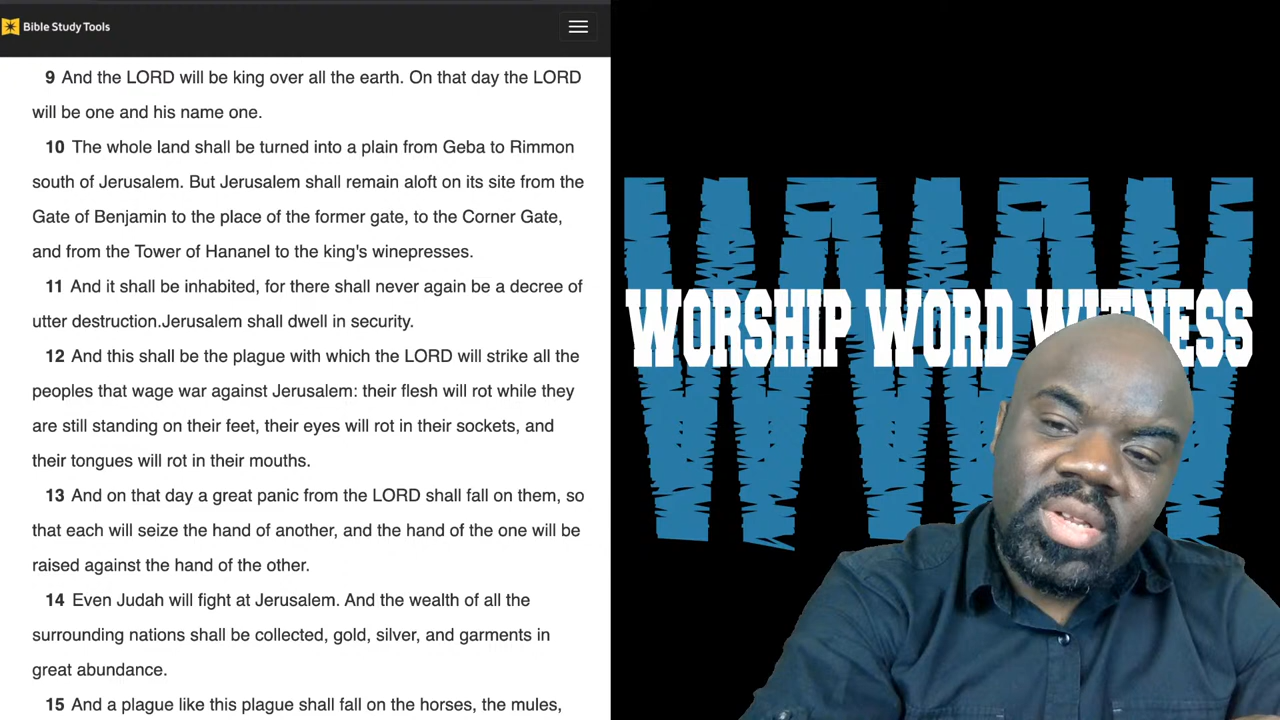 Bible Study Tools
9 And the LORD will be king over all the earth. On that day the LORD
will be one and his name one.
10 The whole land shall be turned into a plain from Geba to Rimmon
south of Jerusalem. But Jerusalem shall remain aloft on its site from the
Gate of Benjamin to the place of the former gate, to the Corner Gate,
and from the Tower of Hananel to the king's winepresses.
11 And it shall be inhabited, for there shall never again be a decree of
utter destruction.Jerusalem shall dwell in security.
12 And this shall be the plague with which the LORD will strike all the
peoples that wage war against Jerusalem: their flesh will rot while they
are still standing on their feet, their eyes will rot in their sockets, and
their tongues will rot in their mouths.
13 And on that day a great panic from the LORD shall fall on them, so
that each will seize the hand of another, and the hand of the one will be
raised against the hand of the other.
14 Even Judah will fight at Jerusalem. And the wealth of all the
surrounding nations shall be collected, gold, silver, and garments in
great abundance.
15 And a plague like this plague shall fall on the horses, the mules,
WWW
WORSHIP WORD WITNESS